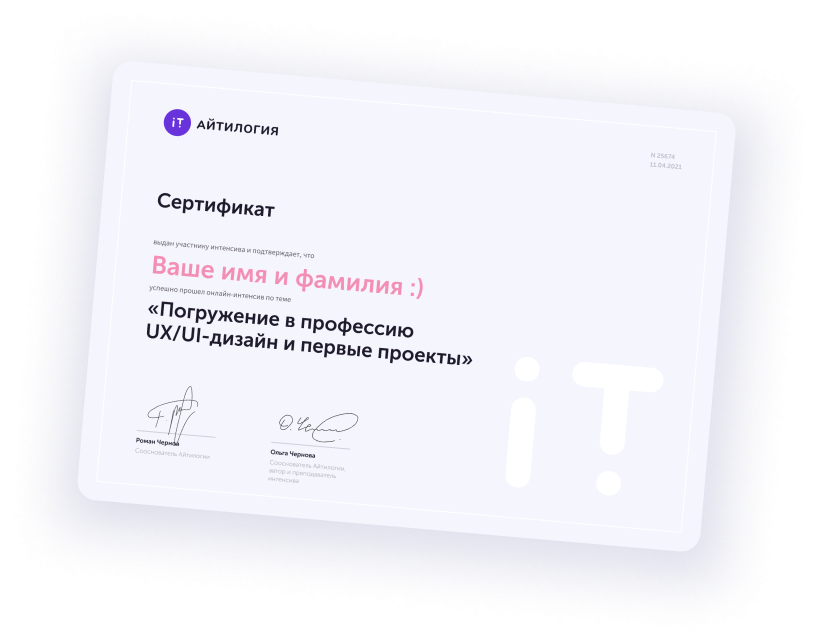 iT АЙТИЛОГИЯ
N 25674
11.04.2021
Сертификат
выдан участнику интенсива и подтверждает, что
Ваше имя и фамилия :)
успешно прошел онлайн-интенсив по теме
«Погружение в профессию
UX/UI-дизайн и первые проекты»
iT
Роман Чернов
Сооснователь Айтилогии
Ольга Чернова
Сооснователь Айтилогии,
автор и преподаватель
интенсива